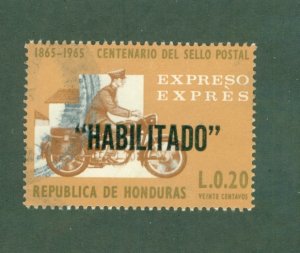 1865-1965 CENTENARIO DEL SELLO POSTAL
EXPRESO
EXPRÈS
"HABILITADO"
L.0.20
REPUBLICA DE HONDURAS
VEINTE CENTAVOS